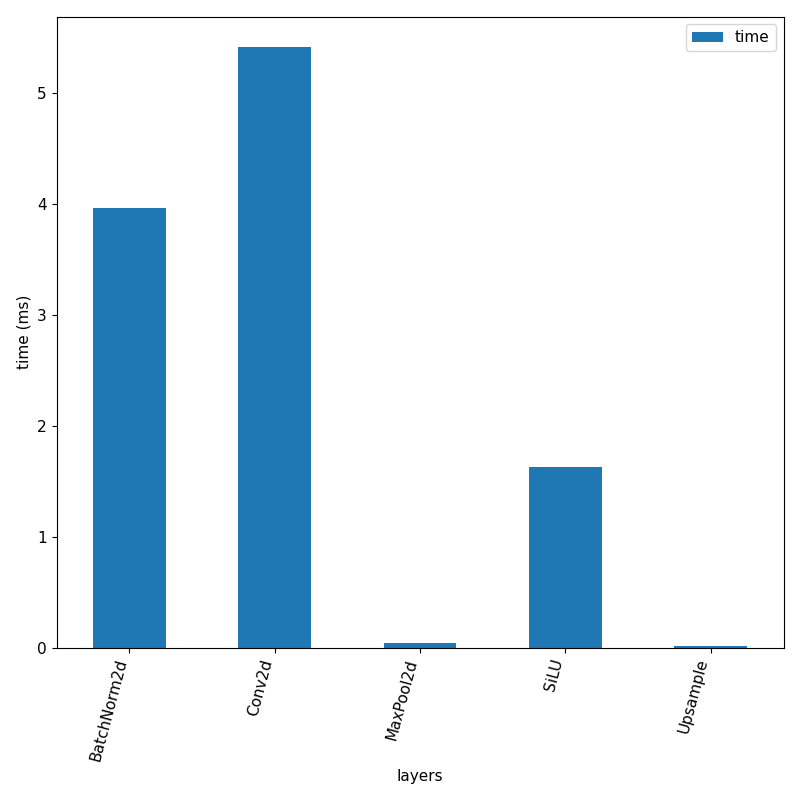 time
5
4
3
2
1
0
time (ms)
BatchNorm2d
Conv2d
MaxPool2d
SiLU
Upsample
layers